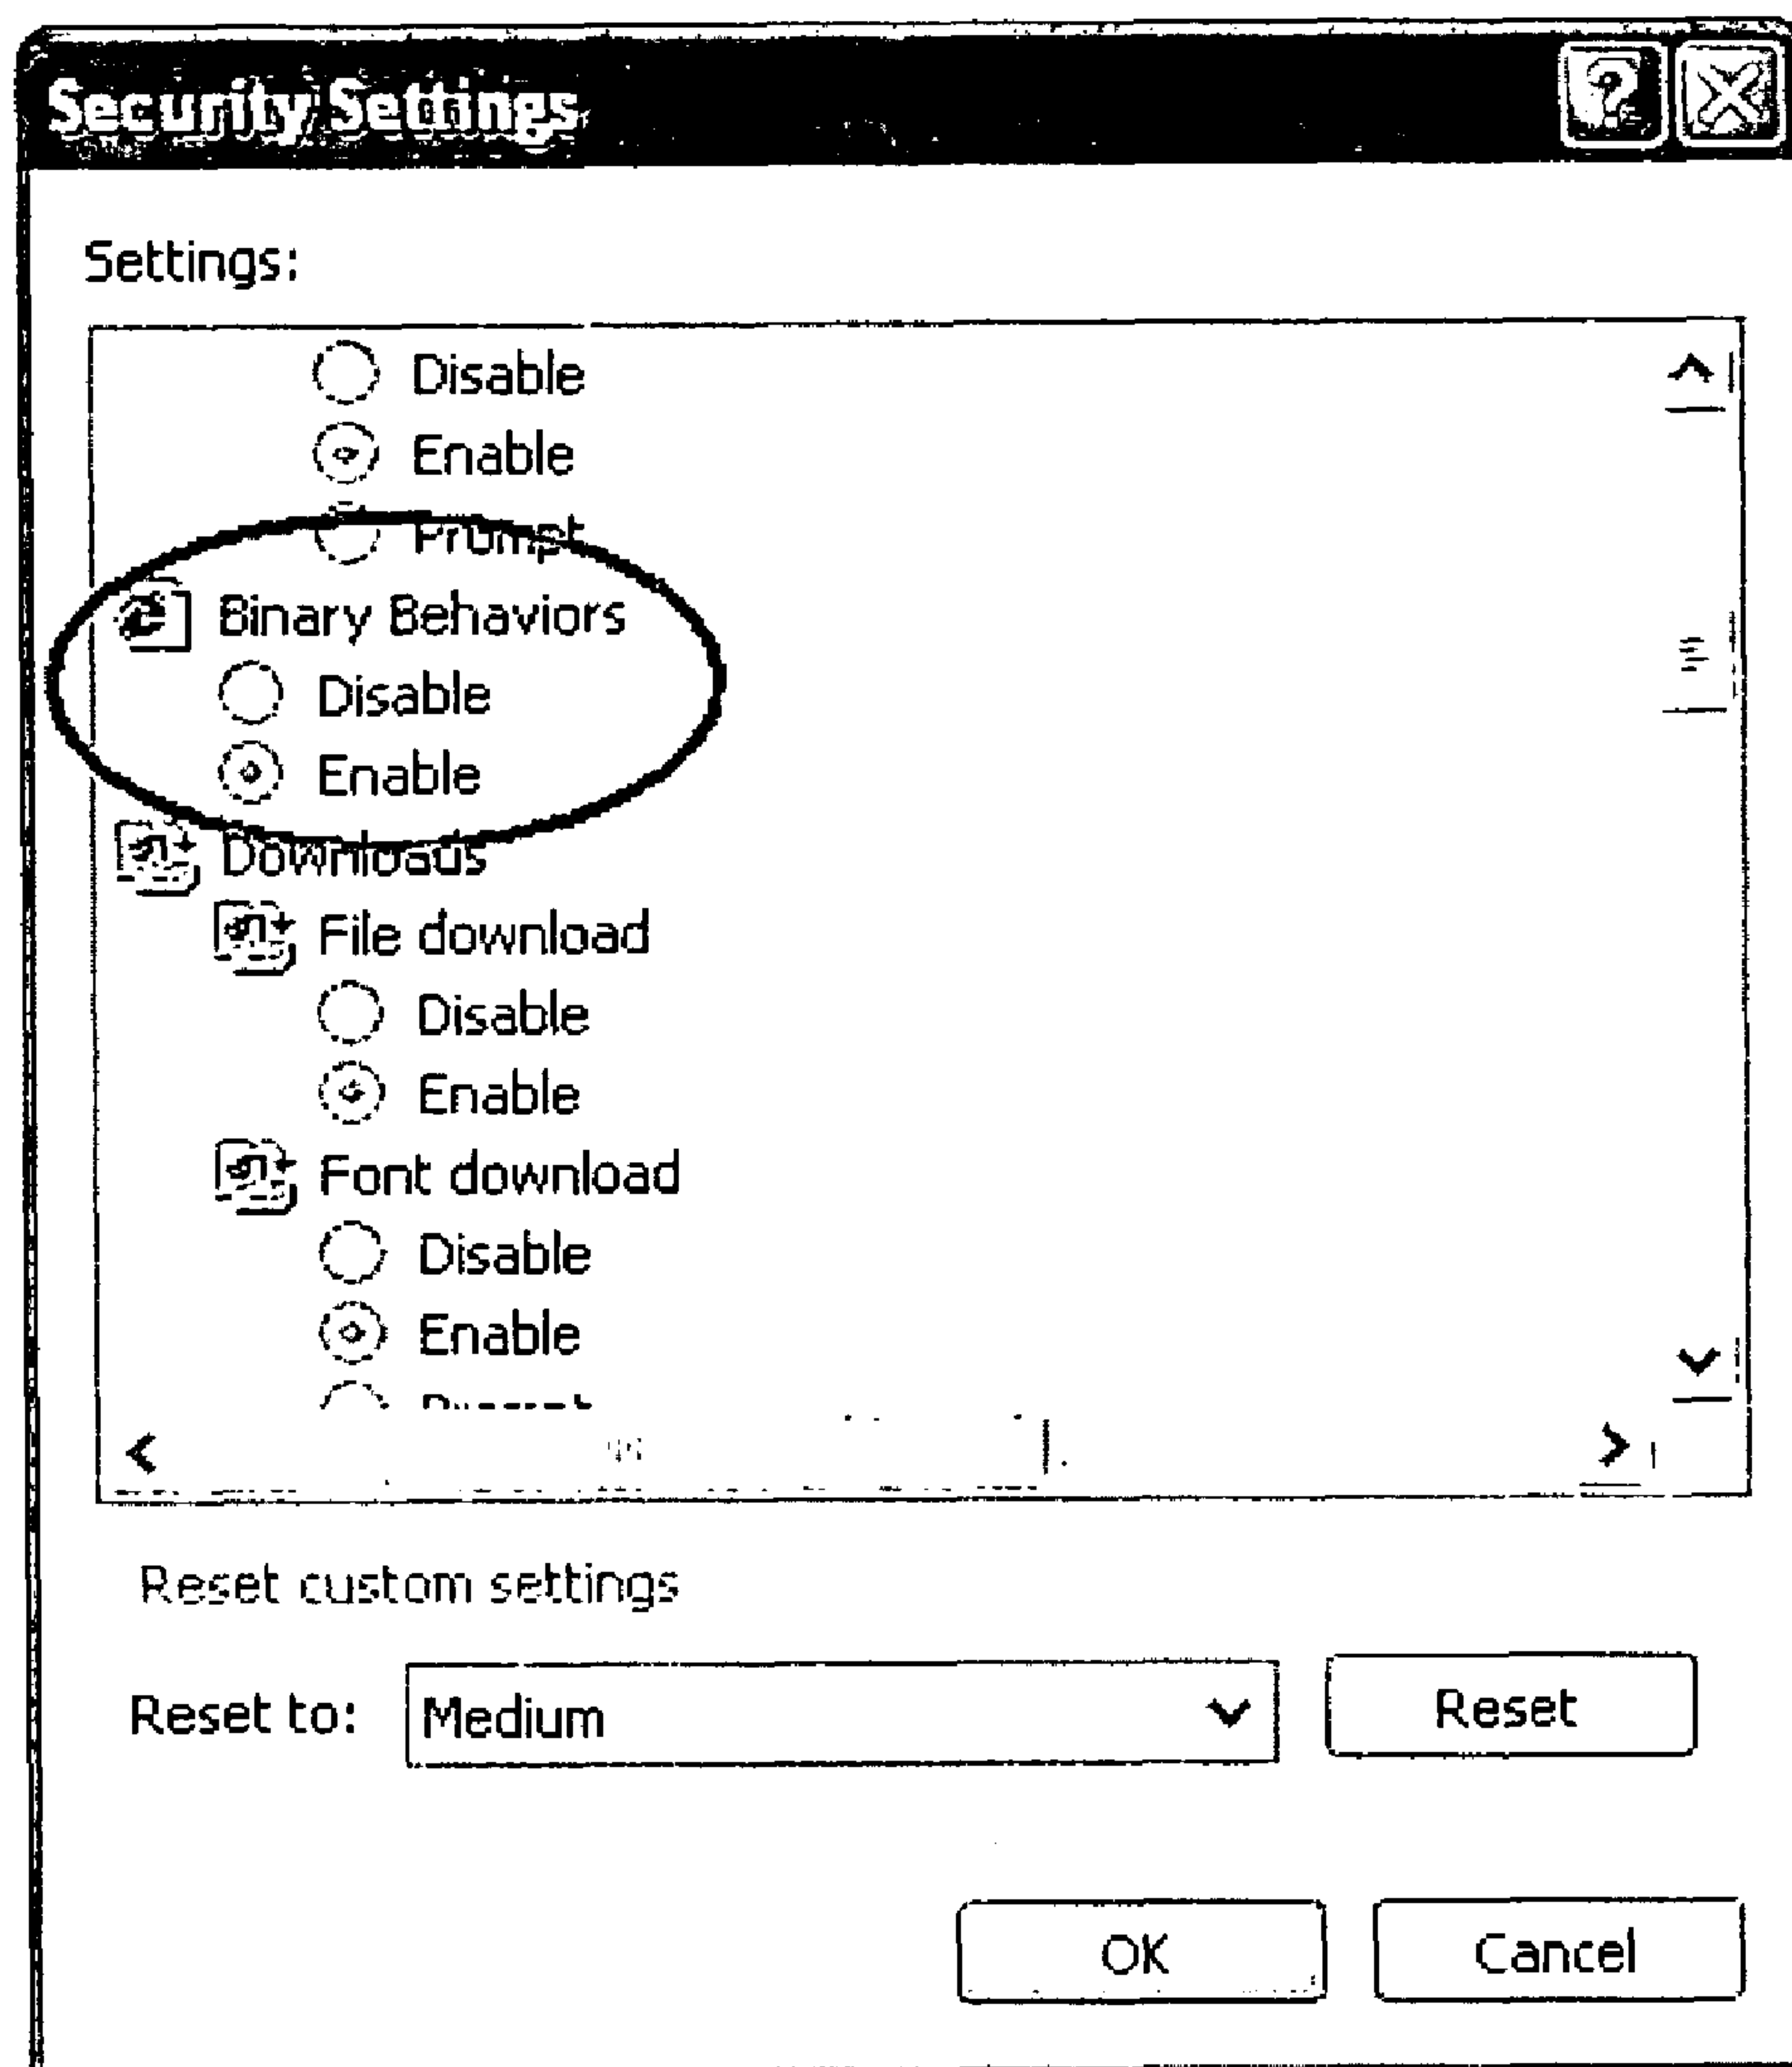 Security Settings
Settings:
Disable
Enable
Prompt
Binary Behaviors
Disable
Enable
Downloads
File download
Disable
Enable
Font download
Disable
Enable
Reset custom settings
Reset to: Medium Reset
OK Cancel